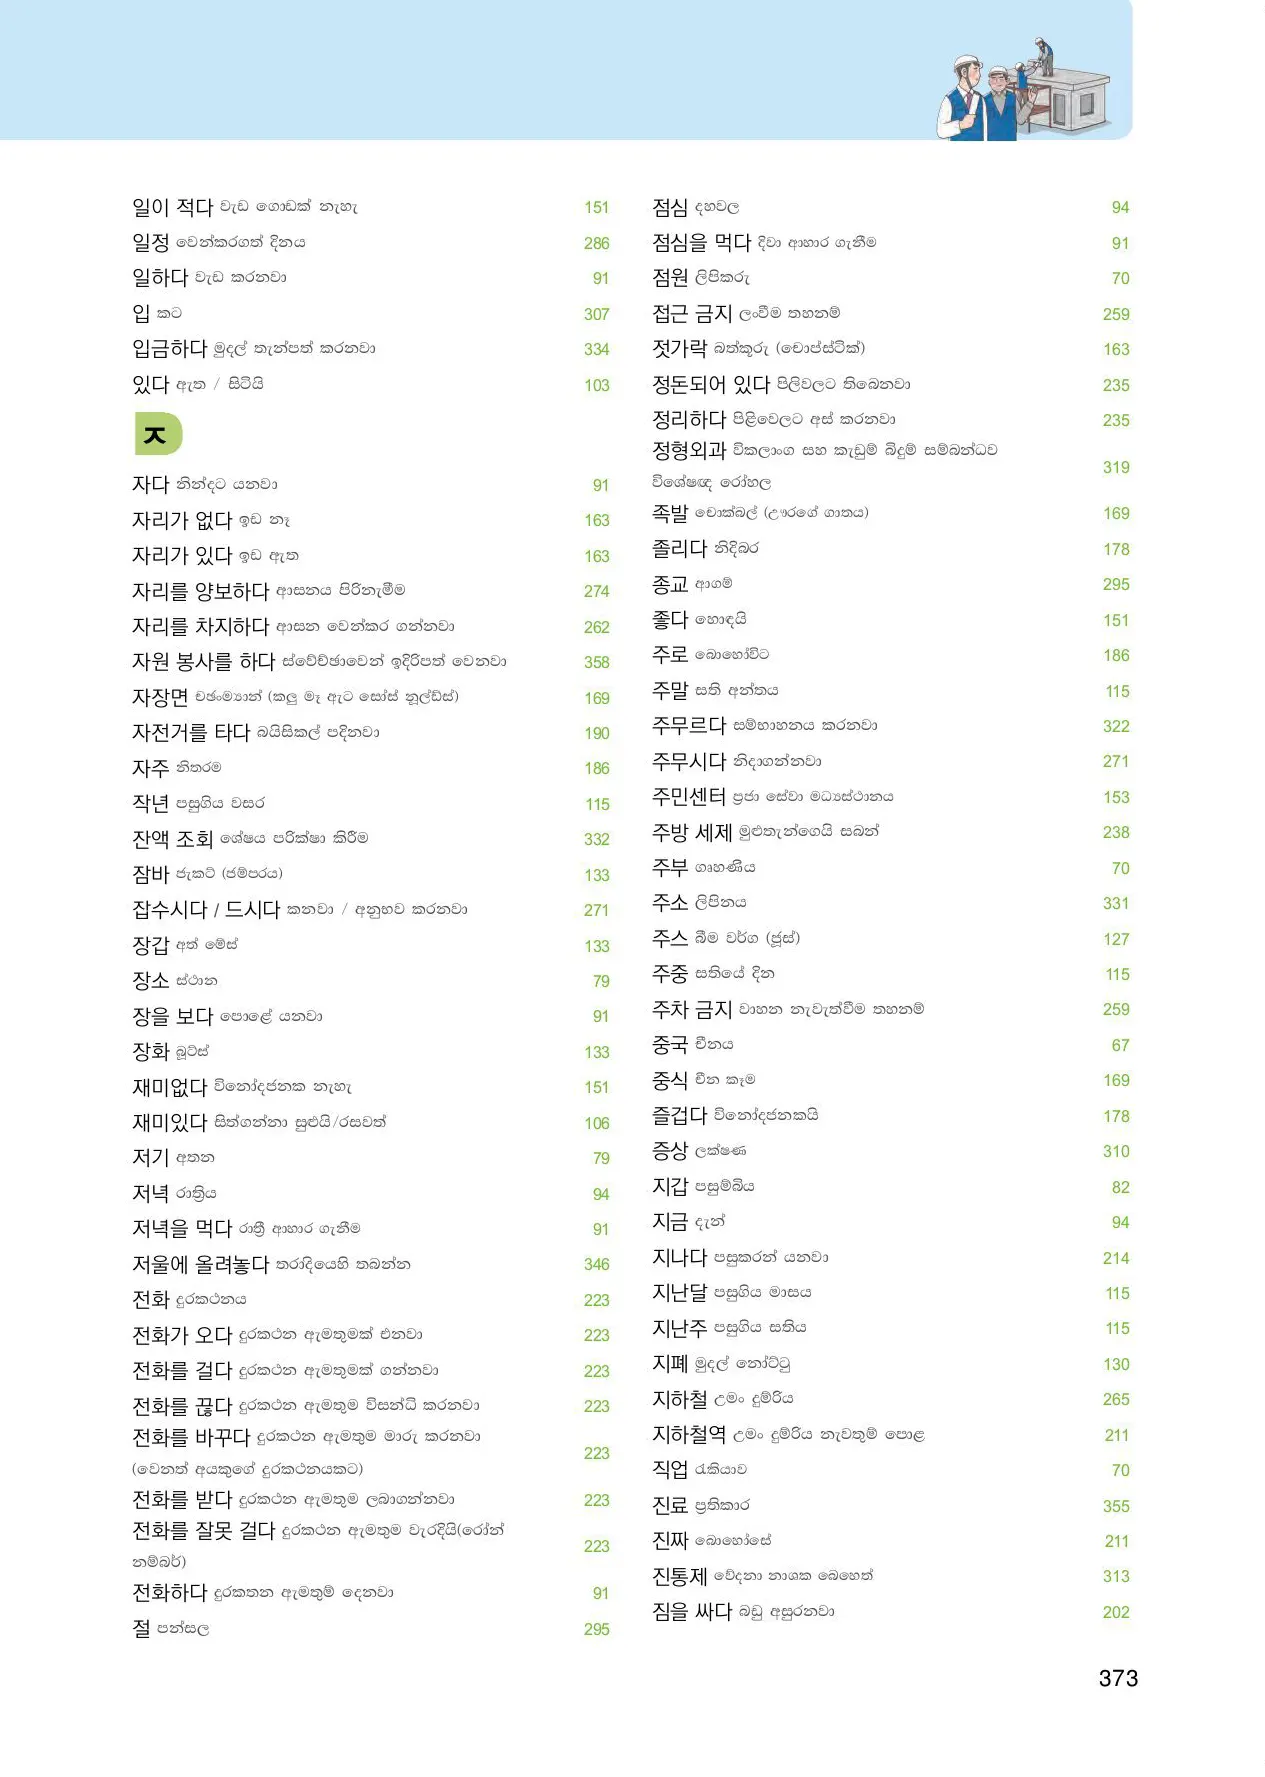 일이 적다 වැඩ ගොඩක් නැහැ 151
일정 වෙන්කරගත් දිනය 286
일하다 වැඩ කරනවා 91
입 කට 307
입금하다 මුදල් තැන්පත් කරනවා 334
있다 ඇත / සිටියි 103
ㅈ
자다 නින්දට යනවා 91
자리가 없다 ඉඩ නෑ 163
자리가 있다 ඉඩ ඇත 163
자리를 양보하다 ආසනය පිරිනැමීම 274
자리를 차지하다 ආසන වෙන්කර ගන්නවා 262
자원 봉사를 하다 ස්වේච්ඡාවෙන් ඉදිරිපත් වෙනවා 358
자장면 චඡංම්‍යාන් (කලු මෑ ඇට සෝස් නූල්ඩ්ස්) 169
자전거를 타다 බයිසිකල් පදිනවා 190
자주 නිතරම 186
작년 පසුගිය වසර 115
잔액 조회 ශේෂය පරික්ෂා කිරීම 332
잠바 ජැකට් (ජම්පරය) 133
잡수시다 / 드시다 කනවා / අනුභව කරනවා 271
장갑 අත් මේස් 133
장소 ස්ථාන 79
장을 보다 පොළේ යනවා 91
장화 බූට්ස් 133
재미없다 විනෝදජනක නැහැ 151
재미있다 සිත්ගන්නා සුළුයි/රසවත් 106
저기 අතන 79
저녁 රාත්‍රිය 94
저녁을 먹다 රාත්‍රී ආහාර ගැනීම 91
저울에 올려놓다 තරාදියෙහි තබන්න 346
전화 දුරකථනය 223
전화가 오다 දුරකථන ඇමතුමක් එනවා 223
전화를 걸다 දුරකථන ඇමතුමක් ගන්නවා 223
전화를 끊다 දුරකථන ඇමතුම විසන්ධි කරනවා 223
전화를 바꾸다 දුරකථන ඇමතුම මාරු කරනවා
(වෙනත් අයකුගේ දුරකථනයකට) 223
전화를 받다 දුරකථන ඇමතුම ලබාගන්නවා 223
전화를 잘못 걸다 දුරකථන ඇමතුම වැරදියි(රෝන්
නම්බර්) 223
전화하다 දුරකතන ඇමතුම් දෙනවා 91
절 පන්සල 295
점심 දහවල 94
점심을 먹다 දිවා ආහාර ගැනීම 91
점원 ලිපිකරු 70
접근 금지 ලංවීම තහනම් 259
젓가락 බත්කූරු (චොප්ස්ටික්) 163
정돈되어 있다 පිලිවලට තිබෙනවා 235
정리하다 පිළිවෙලට අස් කරනවා 235
정형외과 විකලාංග සහ කැඩුම් බිදුම් සම්බන්ධව
විශේෂඥ රෝහල 319
족발 චොක්බල් (ඌරගේ ගාතය) 169
졸리다 නිදිබර 178
종교 ආගම් 295
좋다 හොඳයි 151
주로 බොහෝවිට 186
주말 සති අන්තය 115
주무르다 සම්භාහනය කරනවා 322
주무시다 නිදාගන්නවා 271
주민센터 ප්‍රජා සේවා මධ්‍යස්ථානය 153
주방 세제 මුළුතැන්ගෙයි සබන් 238
주부 ගෘහණිය 70
주소 ලිපිනය 331
주스 බීම වර්ග (ජූස්) 127
주중 සතියේ දින 115
주차 금지 වාහන නැවැත්වීම තහනම් 259
중국 චීනය 67
중식 චීන කෑම 169
즐겁다 විනෝදජනකයි 178
증상 ලක්ෂණ 310
지갑 පසුම්බිය 82
지금 දැන් 94
지나다 පසුකරන් යනවා 214
지난달 පසුගිය මාසය 115
지난주 පසුගිය සතිය 115
지폐 මුදල් නෝට්ටු 130
지하철 උමං දුම්රිය 265
지하철역 උමං දුම්රිය නැවතුම් පොළ 211
직업 රැකියාව 70
진료 ප්‍රතිකාර 355
진짜 බොහෝසේ 211
진통제 වේදනා නාශක බෙහෙත් 313
짐을 싸다 බඩු අසුරනවා 202
373